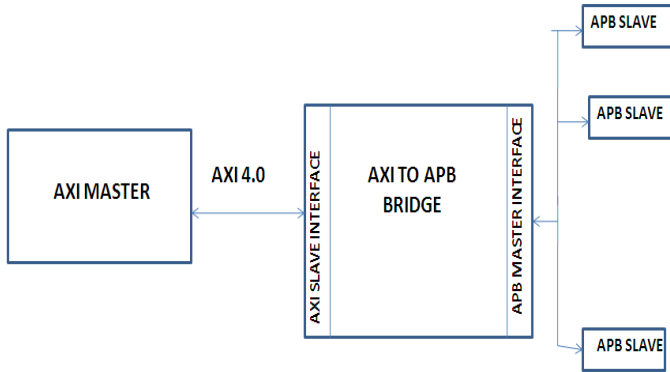 AXI MASTER
AXI 4.0
AXI SLAVE INTERFACE
AXI TO APB
BRIDGE
APB MASTER INTERFACE
APB SLAVE
APB SLAVE
APB SLAVE